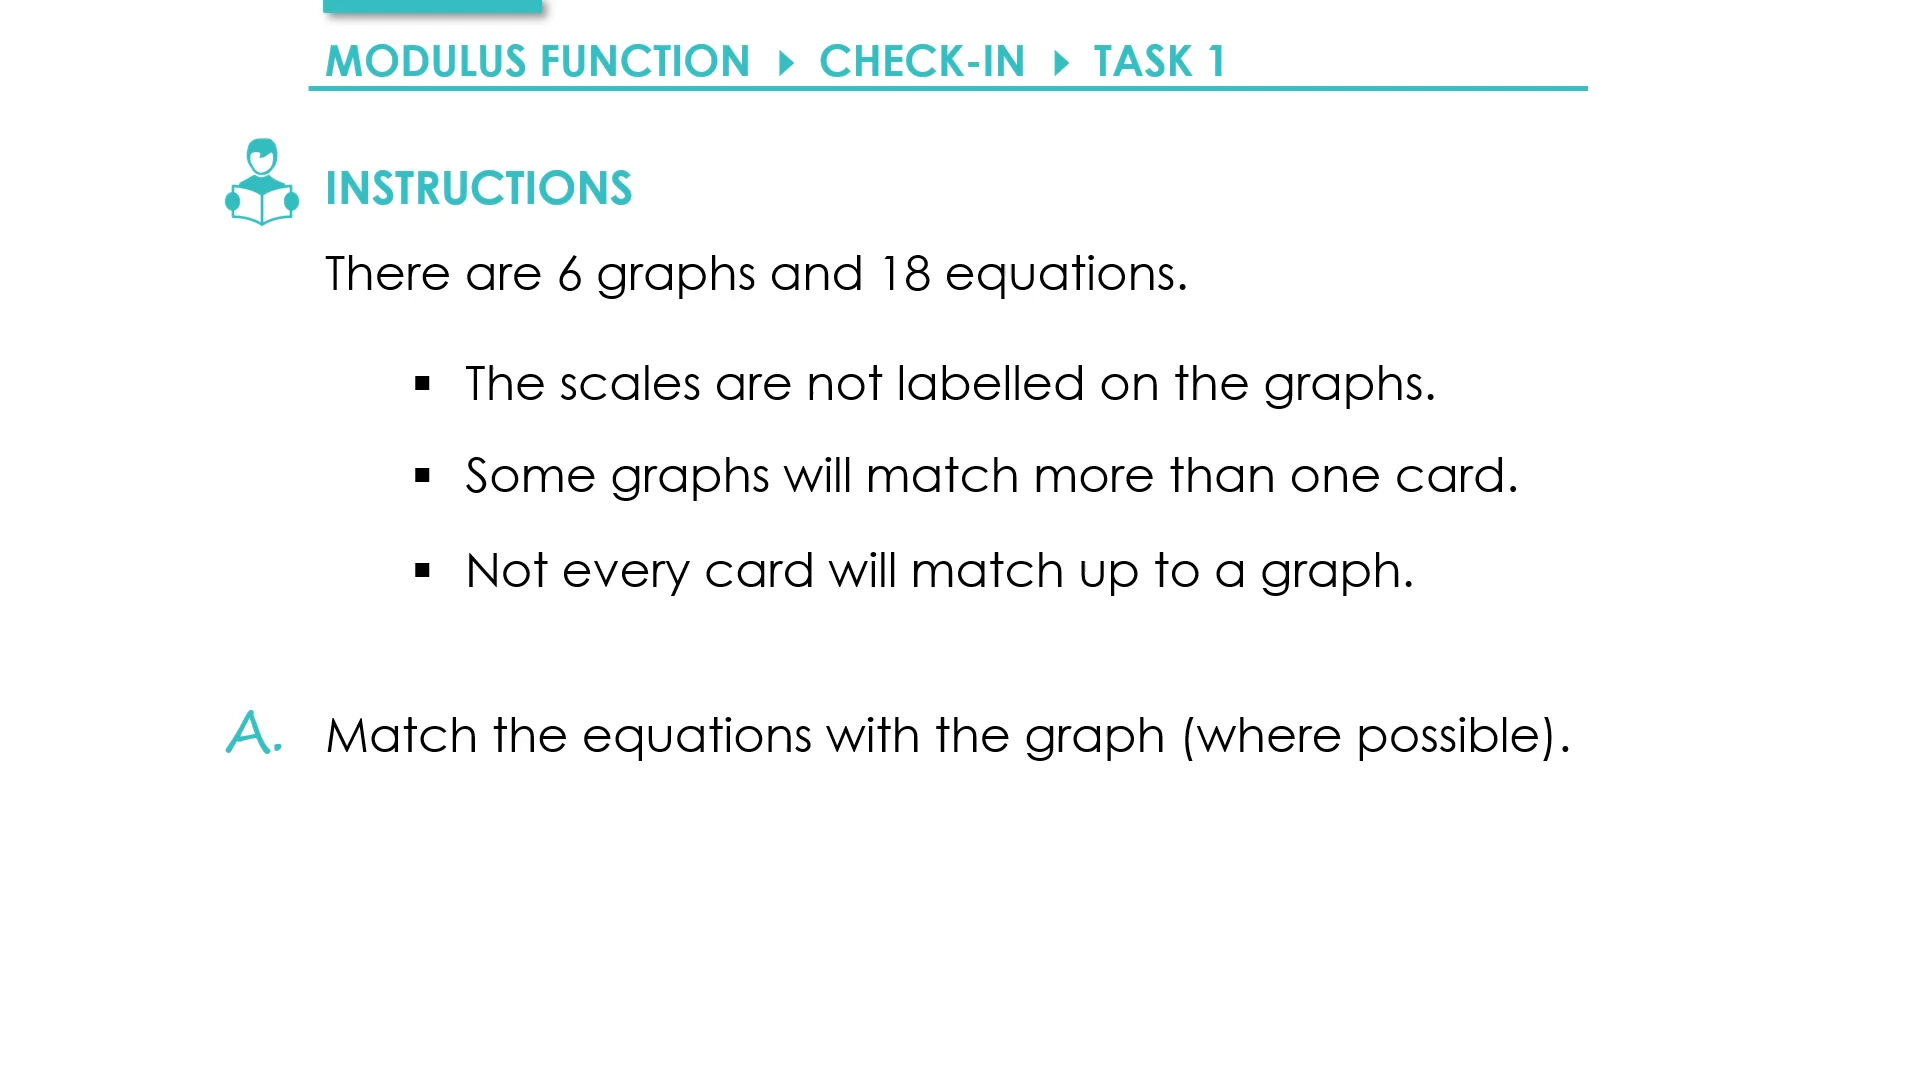 MODULUS FUNCTION ▸ CHECK-IN ▸ TASK 1
INSTRUCTIONS
There are 6 graphs and 18 equations.
▪ The scales are not labelled on the graphs.
▪ Some graphs will match more than one card.
▪ Not every card will match up to a graph.
A. Match the equations with the graph (where possible).